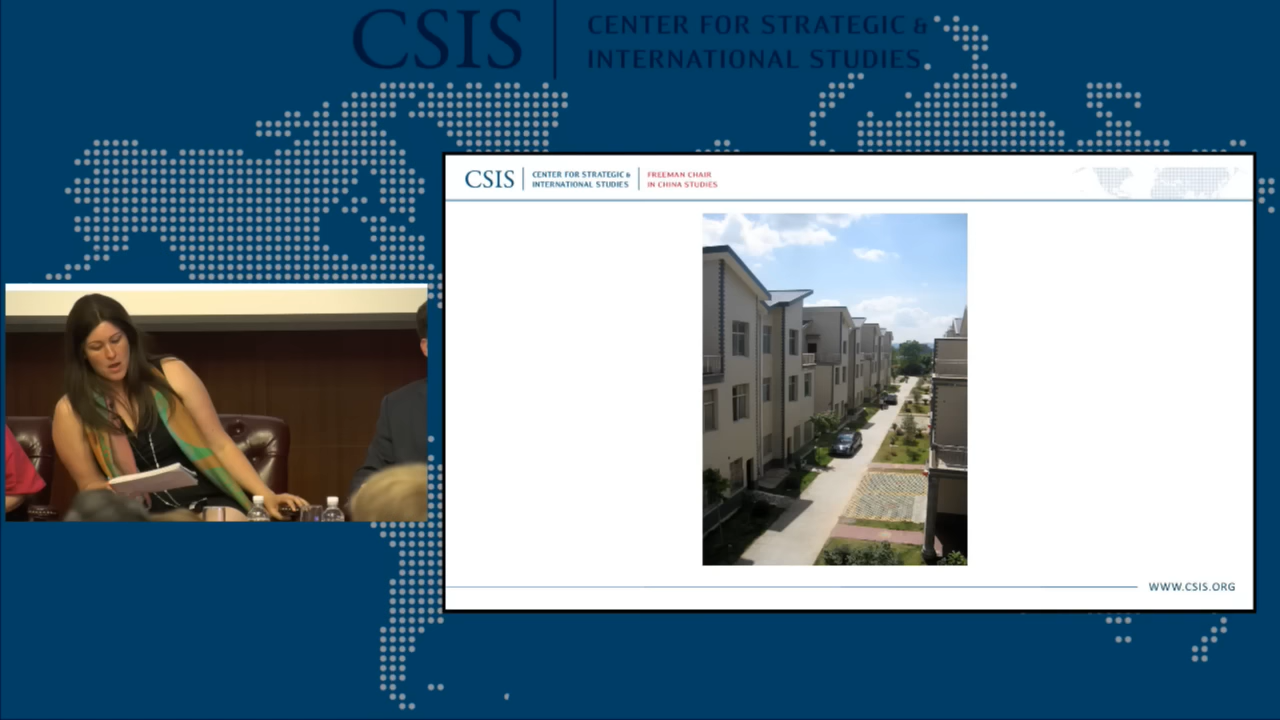 CSIS
CENTER FOR STRATEGIC &
INTERNATIONAL STUDIES
CSIS
CENTER FOR STRATEGIC &
INTERNATIONAL STUDIES
FREEMAN CHAIR
IN CHINA STUDIES
WWW.CSIS.ORG